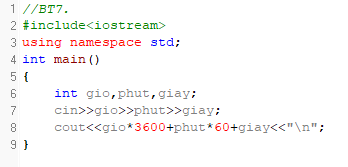 1 //BT7.
2 #include<iostream>
3 using namespace std;
4 int main()
5 {
6 int gio,phut,giay;
7 cin>>gio>>phut>>giay;
8 cout<<gio*3600+phut*60+giay<<"\n";
9 }